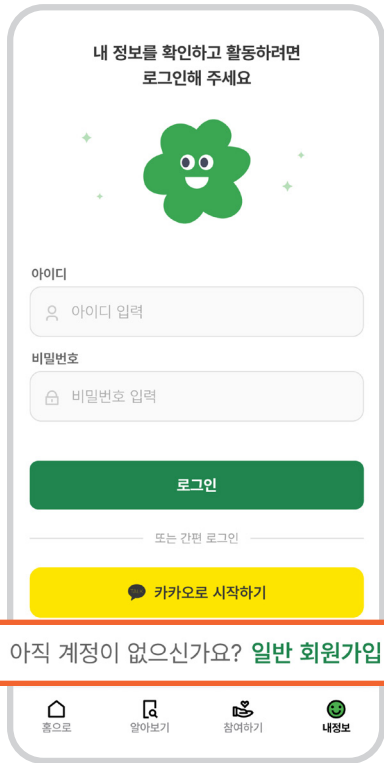 내 정보를 확인하고 활동하려면
로그인해 주세요
아이디
아이디 입력
비밀번호
비밀번호 입력
로그인
또는 간편 로그인
TALK 카카오로 시작하기
아직 계정이 없으신가요? 일반 회원가입
홈으로 알아보기 참여하기 내정보